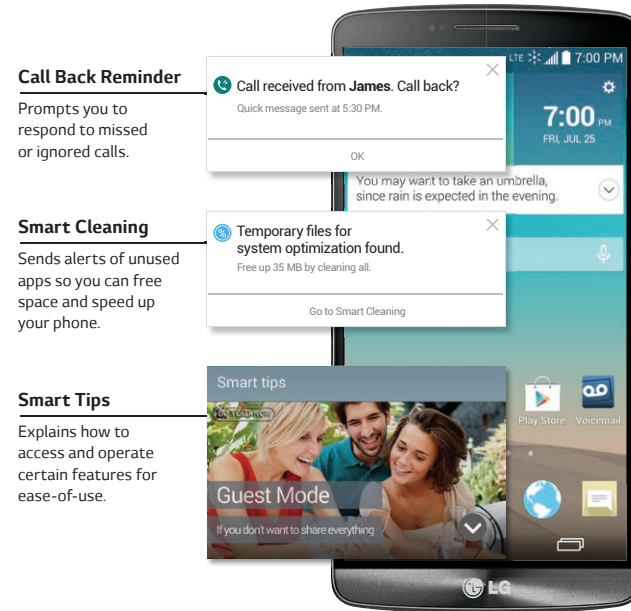 Call Back Reminder
Prompts you to
respond to missed
or ignored calls.
Call received from James. Call back?
Quick message sent at 5:30 PM.
OK
LTE 7:00 PM
7:00 PM
FRI, JUL 25
You may want to take an umbrella,
since rain is expected in the evening.
Smart Cleaning
Sends alerts of unused
apps so you can free
space and speed up
your phone.
Temporary files for
system optimization found.
Free up 35 MB by cleaning all.
Go to Smart Cleaning
Smart Tips
Explains how to
access and operate
certain features for
ease-of-use.
Smart tips
Guest Mode
If you don't want to share everything
Play Store
Voicemail
LG